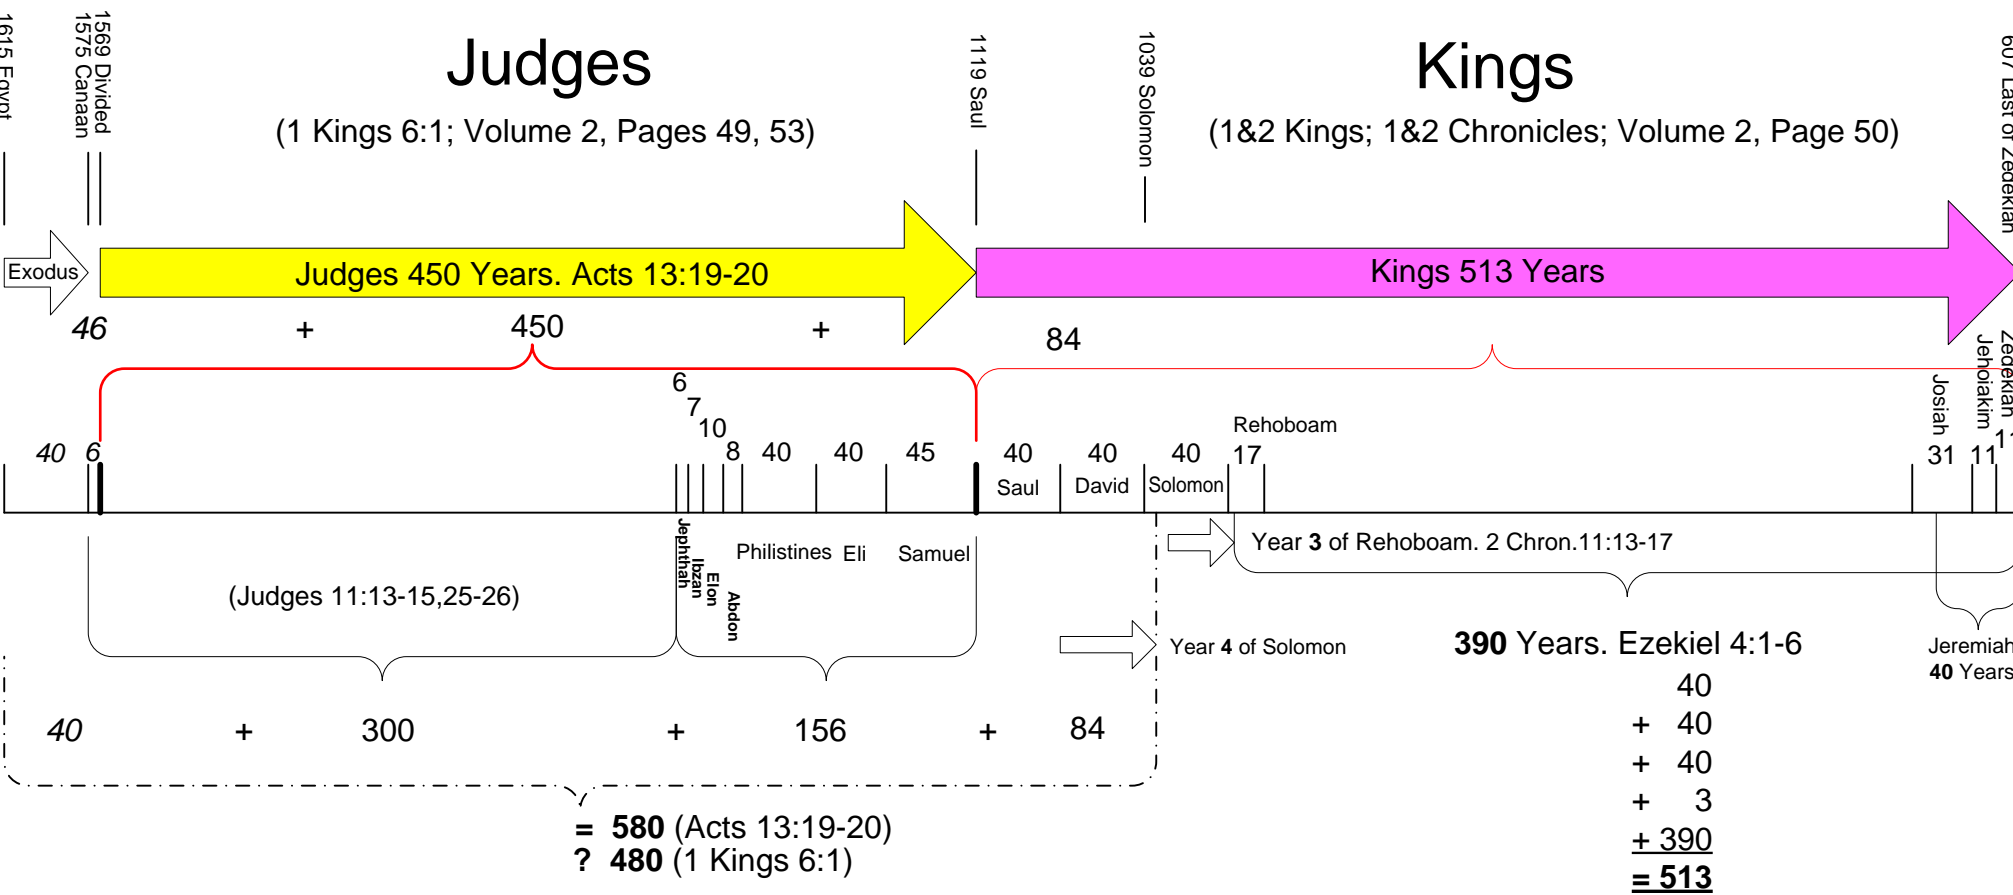 1615 Egypt
1575 Canaan
1569 Divided
Judges
(1 Kings 6:1; Volume 2, Pages 49, 53)
1119 Saul
1039 Solomon
Kings
(1&2 Kings; 1&2 Chronicles; Volume 2, Page 50)
607 Last of Zedekiah
Exodus
Judges 450 Years. Acts 13:19-20
Kings 513 Years
46 + 450 + 84
40 6
6
7
10
8 40 40 45
40 40 40 17
Rehoboam
Saul David Solomon
Josiah
Jehoiakim
Zedekiah
31 11 11
Jephthah
Ibzan
Elon
Abdon
Philistines Eli Samuel
Year 3 of Rehoboam. 2 Chron.11:13-17
(Judges 11:13-15,25-26)
Year 4 of Solomon
390 Years. Ezekiel 4:1-6
Jeremiah
40 Years
40 + 300 + 156 + 84
40
+ 40
+ 40
+ 3
+ 390
= 513
= 580 (Acts 13:19-20)
? 480 (1 Kings 6:1)